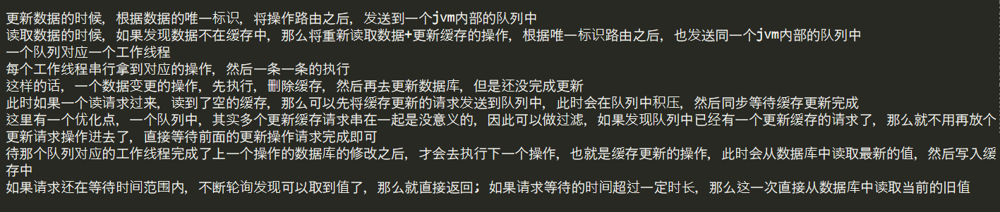 更新数据的时候，根据数据的唯一标识，将操作路由之后，发送到一个jvm内部的队列中
读取数据的时候，如果发现数据不在缓存中，那么将重新读取数据+更新缓存的操作，根据唯一标识路由之后，也发送同一个jvm内部的队列中
一个队列对应一个工作线程
每个工作线程串行拿到对应的操作，然后一条一条的执行
这样的话，一个数据变更的操作，先执行，删除缓存，然后再去更新数据库，但是还没完成更新
此时如果一个读请求过来，读到了空的缓存，那么可以先将缓存更新的请求发送到队列中，此时会在队列中积压，然后同步等待缓存更新完成
这里有一个优化点，一个队列中，其实多个更新缓存请求串在一起是没意义的，因此可以做过滤，如果发现队列中已经有一个更新缓存的请求了，那么就不用再放个
更新请求操作进去了，直接等待前面的更新操作请求完成即可
待那个队列对应的工作线程完成了上一个操作的数据库的修改之后，才会去执行下一个操作，也就是缓存更新的操作，此时会从数据库中读取最新的值，然后写入缓
存中
如果请求还在等待时间范围内，不断轮询发现可以取到值了，那么就直接返回；如果请求等待的时间超过一定时长，那么这一次直接从数据库中读取当前的旧值